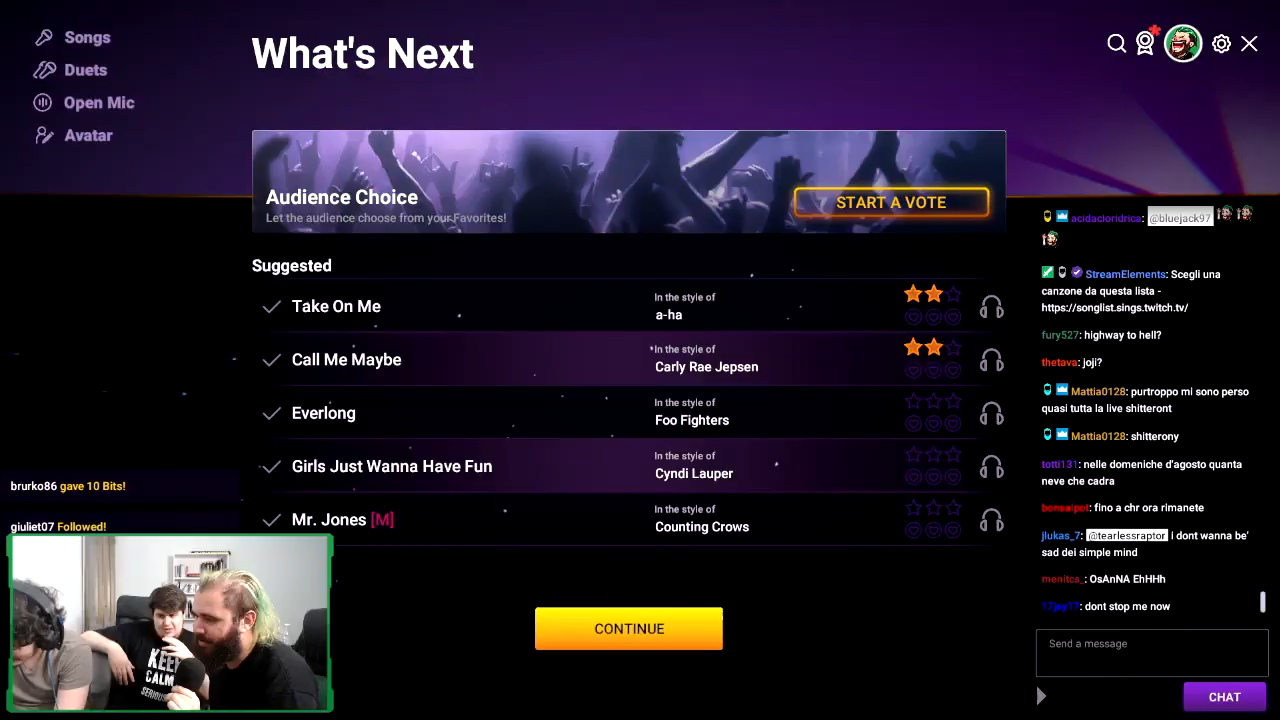 Songs
Duets
Open Mic
Avatar
What's Next
Audience Choice
Let the audience choose from your Favorites!
START A VOTE
Suggested
Take On Me
In the style of
a-ha
Call Me Maybe
In the style of
Carly Rae Jepsen
Everlong
In the style of
Foo Fighters
Girls Just Wanna Have Fun
In the style of
Cyndi Lauper
Mr. Jones [M]
In the style of
Counting Crows
CONTINUE
brurko86 gave 10 Bits!
giuliet07 Followed!
KEEP
CALM
SERIOUS
acidacloridrica: @bluejack97
StreamElements: Scegli una
canzone da questa lista -
https://songlist.sings.twitch.tv/
fury527: highway to hell?
thetava: joji?
Mattia0128: purtroppo mi sono perso
quasi tutta la live shitteront
Mattia0128: shitterony
totti131: nelle domeniche d'agosto quanta
neve che cadra
bonsaipei: fino a chr ora rimanete
jlukas_7: @tearlessraptor i dont wanna be'
sad dei simple mind
menitcs_: OsAnNA EhHHh
77jay17: dont stop me now
Send a message
CHAT